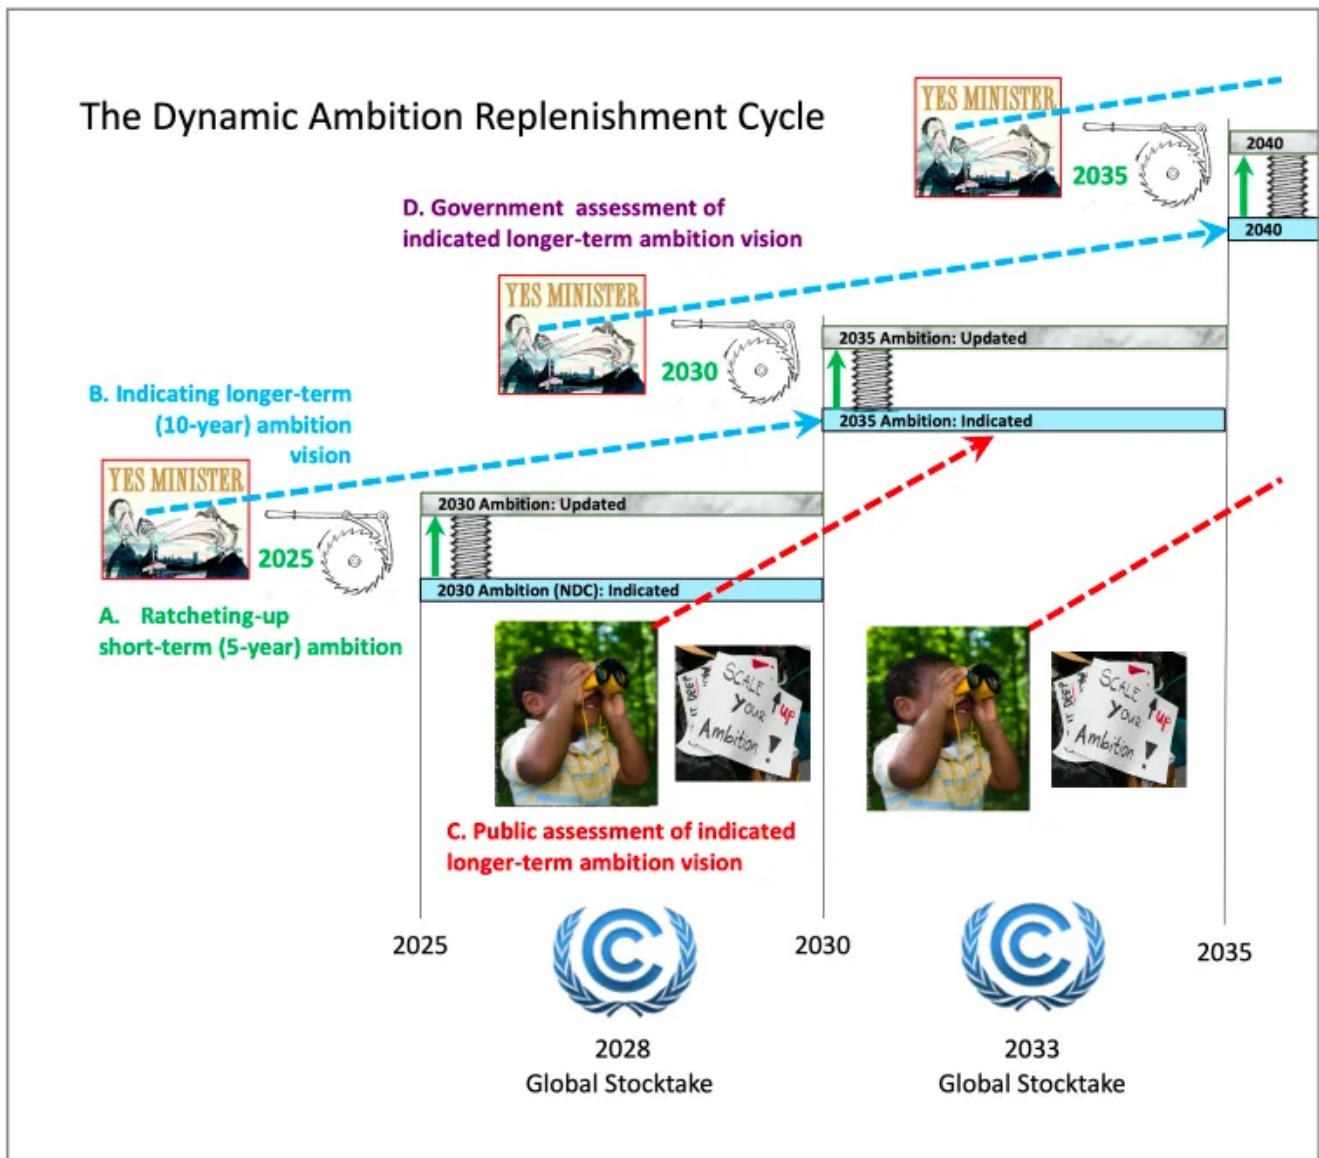 The Dynamic Ambition Replenishment Cycle
YES MINISTER
2035
2040
2040
D. Government assessment of
indicated longer-term ambition vision
YES MINISTER
2030
2035 Ambition: Updated
2035 Ambition: Indicated
B. Indicating longer-term
(10-year) ambition
vision
YES MINISTER
2025
2030 Ambition: Updated
2030 Ambition (NDC): Indicated
A. Ratcheting-up
short-term (5-year) ambition
SCALE
UP
YOUR
Ambition!
IT DEEP
SCALE
UP
YOUR
Ambition!
DEEP
C. Public assessment of indicated
longer-term ambition vision
2025
2030
2035
2028
Global Stocktake
2033
Global Stocktake